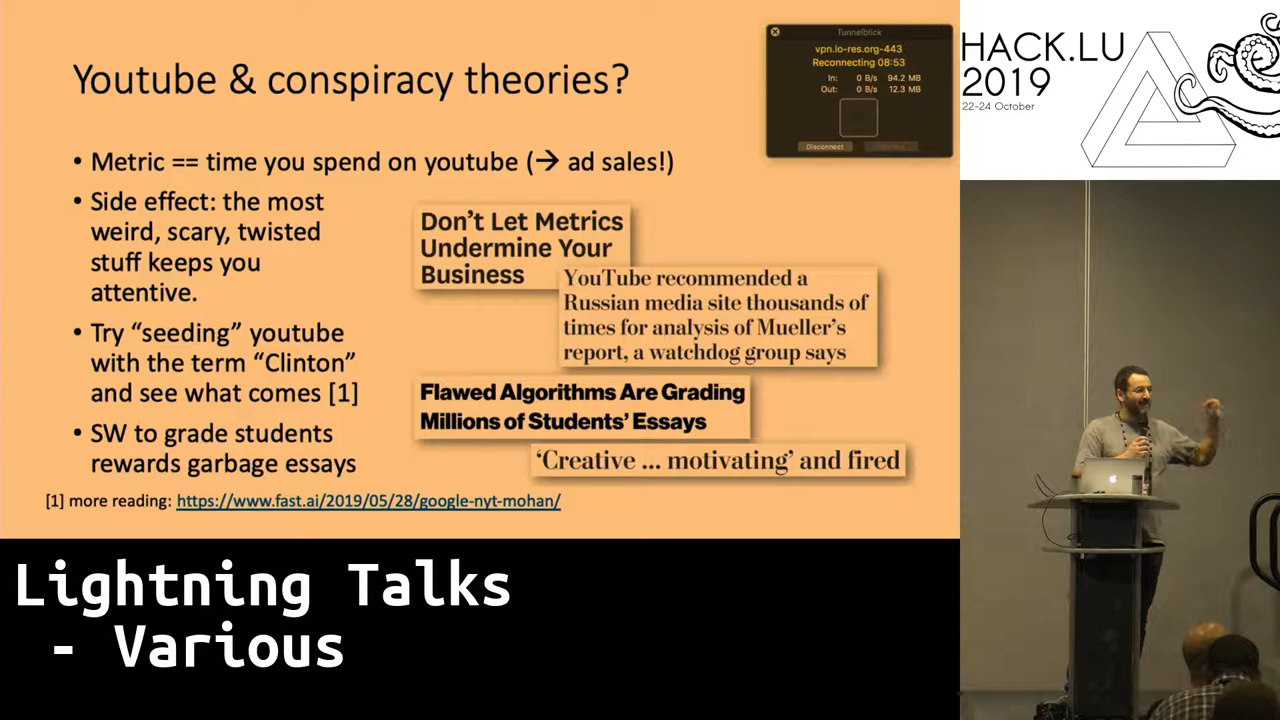 Youtube & conspiracy theories?
Tunnelblick
vpn.lo-res.org-443
Reconnecting 08:53
In: 0 B/s 94.2 MB
Out: 0 B/s 12.3 MB
Disconnect
• Metric == time you spend on youtube (→ ad sales!)
• Side effect: the most
weird, scary, twisted
stuff keeps you
attentive.
• Try “seeding” youtube
with the term “Clinton”
and see what comes [1]
• SW to grade students
rewards garbage essays
Don’t Let Metrics
Undermine Your
Business
YouTube recommended a
Russian media site thousands of
times for analysis of Mueller’s
report, a watchdog group says
Flawed Algorithms Are Grading
Millions of Students’ Essays
‘Creative ... motivating’ and fired
[1] more reading: https://www.fast.ai/2019/05/28/google-nyt-mohan/
HACK.LU
2019
22-24 October
Lightning Talks
- Various